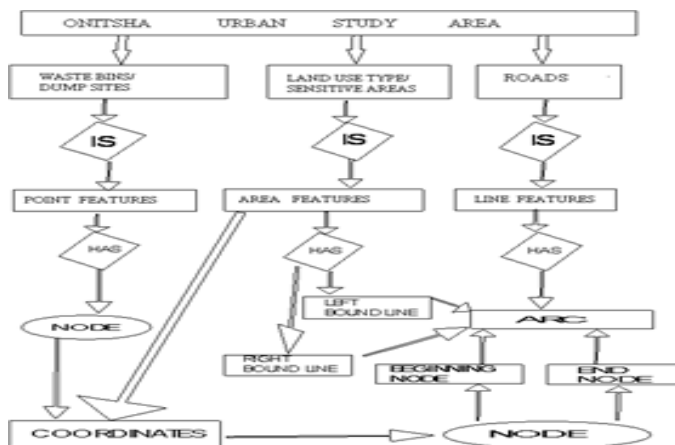 ONITSHA URBAN STUDY AREA
WASTE BINS/
DUMP SITES
LAND USE TYPE/
SENSITIVE AREAS
ROADS
IS
IS
IS
POINT FEATURES
AREA FEATURES
LINE FEATURES
HAS
HAS
HAS
NODE
LEFT
BOUND LINE
ARC
RIGHT
BOUND LINE
BEGINNING
NODE
END
NODE
COORDINATES
NODE